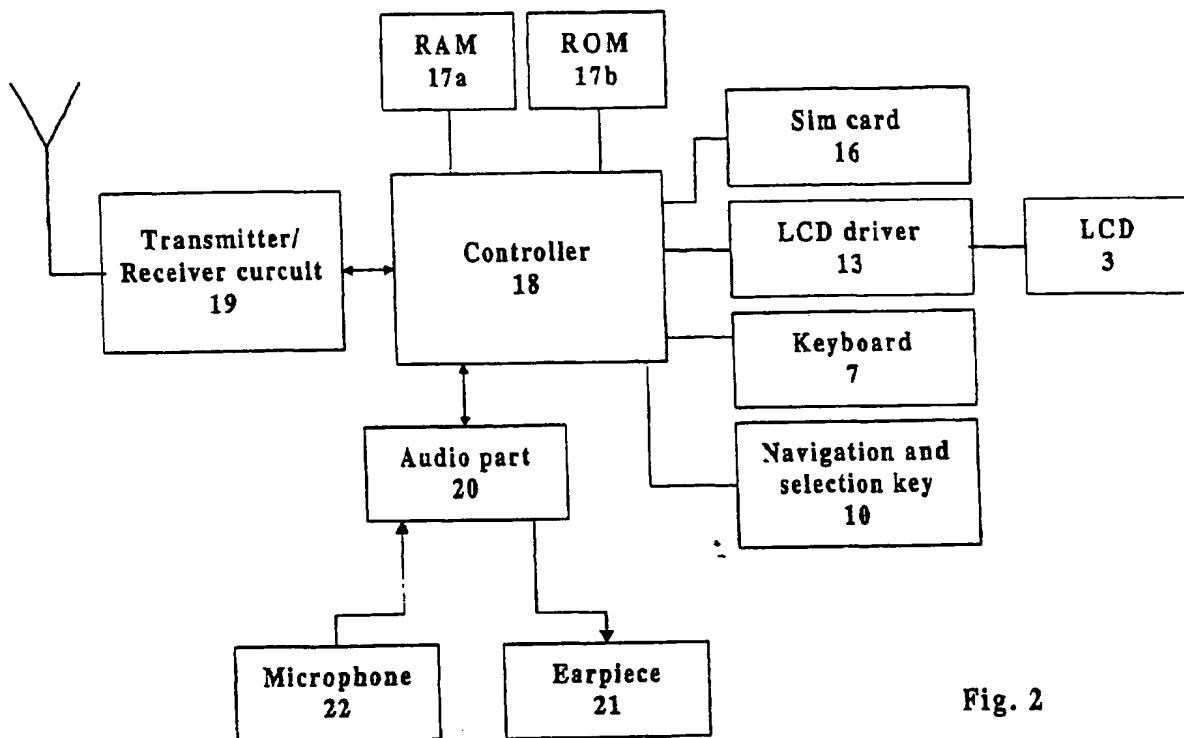 RAM
17a
ROM
17b
Sim card
16
Transmitter/
Receiver curcult
19
Controller
18
LCD driver
13
LCD
3
Keyboard
7
Audio part
20
Navigation and
selection key
10
Microphone
22
Earpiece
21
Fig. 2